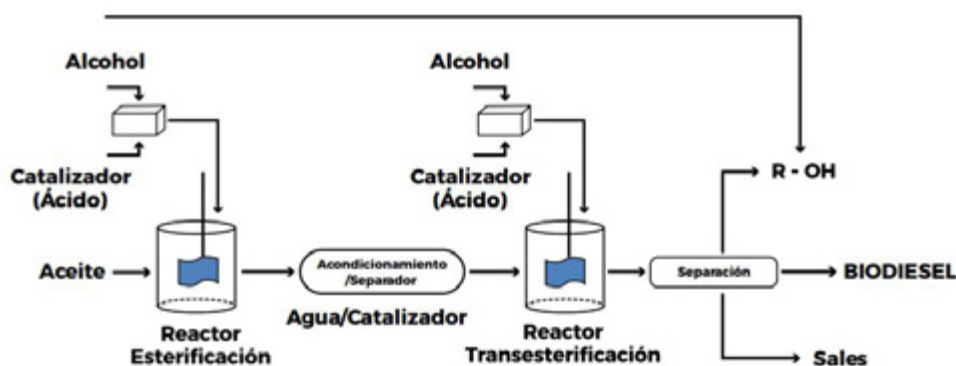 Alcohol
Alcohol
Catalizador
(Ácido)
Catalizador
(Ácido)
R - OH
Aceite
Acondicionamiento
/Separador
Separación
BIODIESEL
Agua/Catalizador
Reactor
Esterificación
Reactor
Transesterificación
Sales